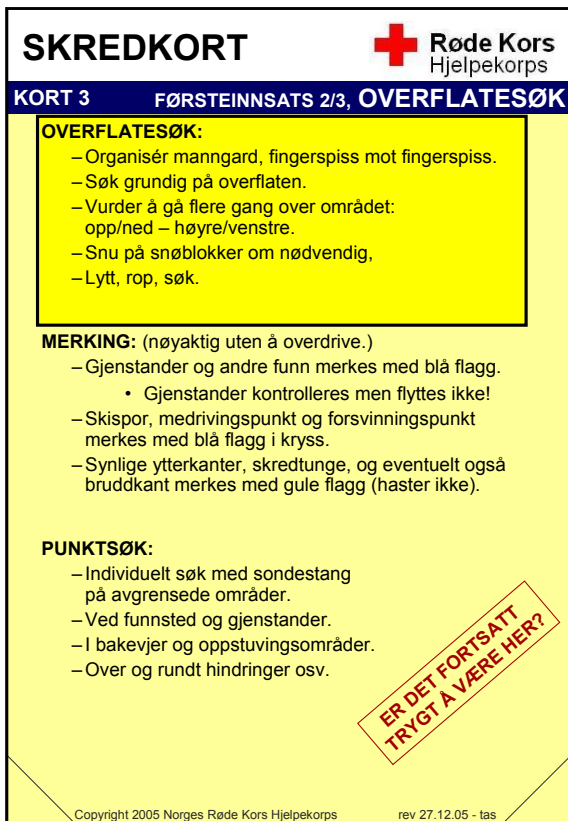 SKREDKORT
Røde Kors
Hjelpekorps
KORT 3 FØRSTEINNSATS 2/3, OVERFLATESØK
OVERFLATESØK:
– Organisér manngard, fingerspiss mot fingerspiss.
– Søk grundig på overflaten.
– Vurder å gå flere gang over området:
opp/ned – høyre/venstre.
– Snu på snøblokker om nødvendig,
– Lytt, rop, søk.
MERKING: (nøyaktig uten å overdrive.)
– Gjenstander og andre funn merkes med blå flagg.
• Gjenstander kontrolleres men flyttes ikke!
– Skispor, medrivingspunkt og forsvinningspunkt
merkes med blå flagg i kryss.
– Synlige ytterkanter, skredtunge, og eventuelt også
bruddkant merkes med gule flagg (haster ikke).
PUNKTSØK:
– Individuelt søk med sondestang
på avgrensede områder.
– Ved funnsted og gjenstander.
– I bakevjer og oppstuvingsområder.
– Over og rundt hindringer osv.
ER DET FORTSATT
TRYGT Å VÆRE HER?
Copyright 2005 Norges Røde Kors Hjelpekorps rev 27.12.05 - tas